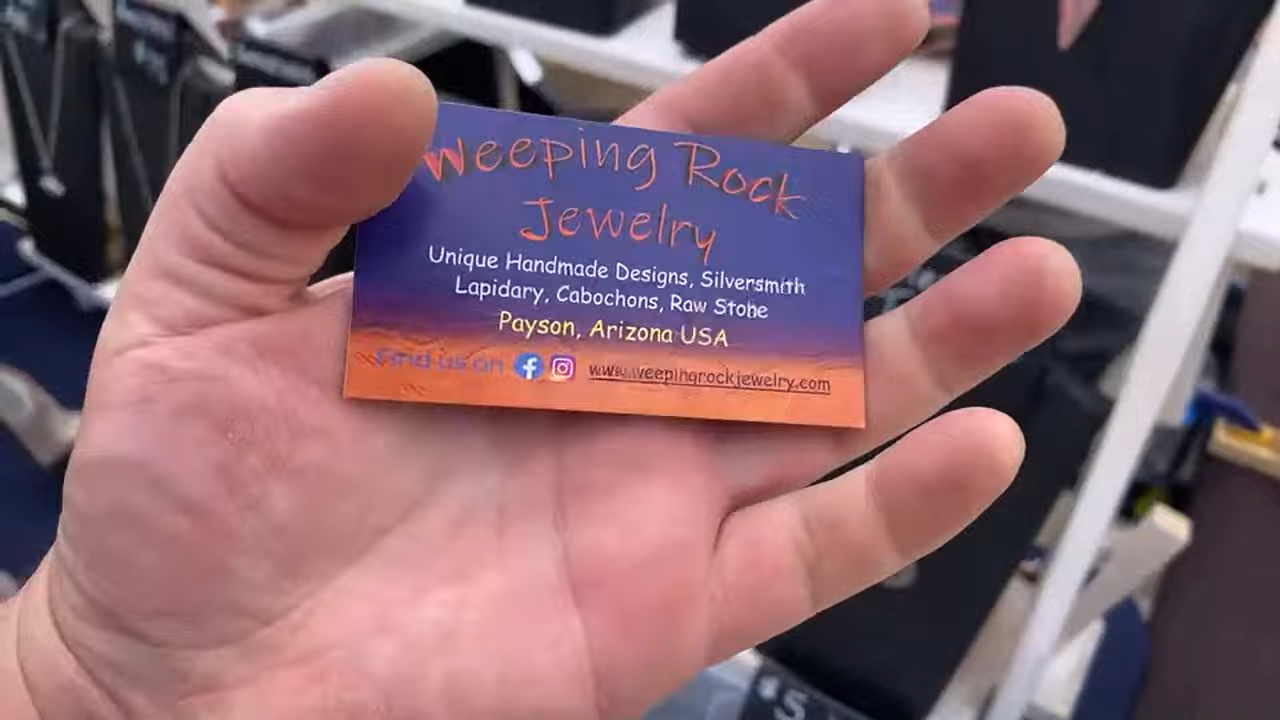 Weeping Rock
Jewelry
Unique Handmade Designs, Silversmith
Lapidary, Cabochons, Raw Stone
Payson, Arizona USA
Find us on www.weepingrockjewelry.com
$5